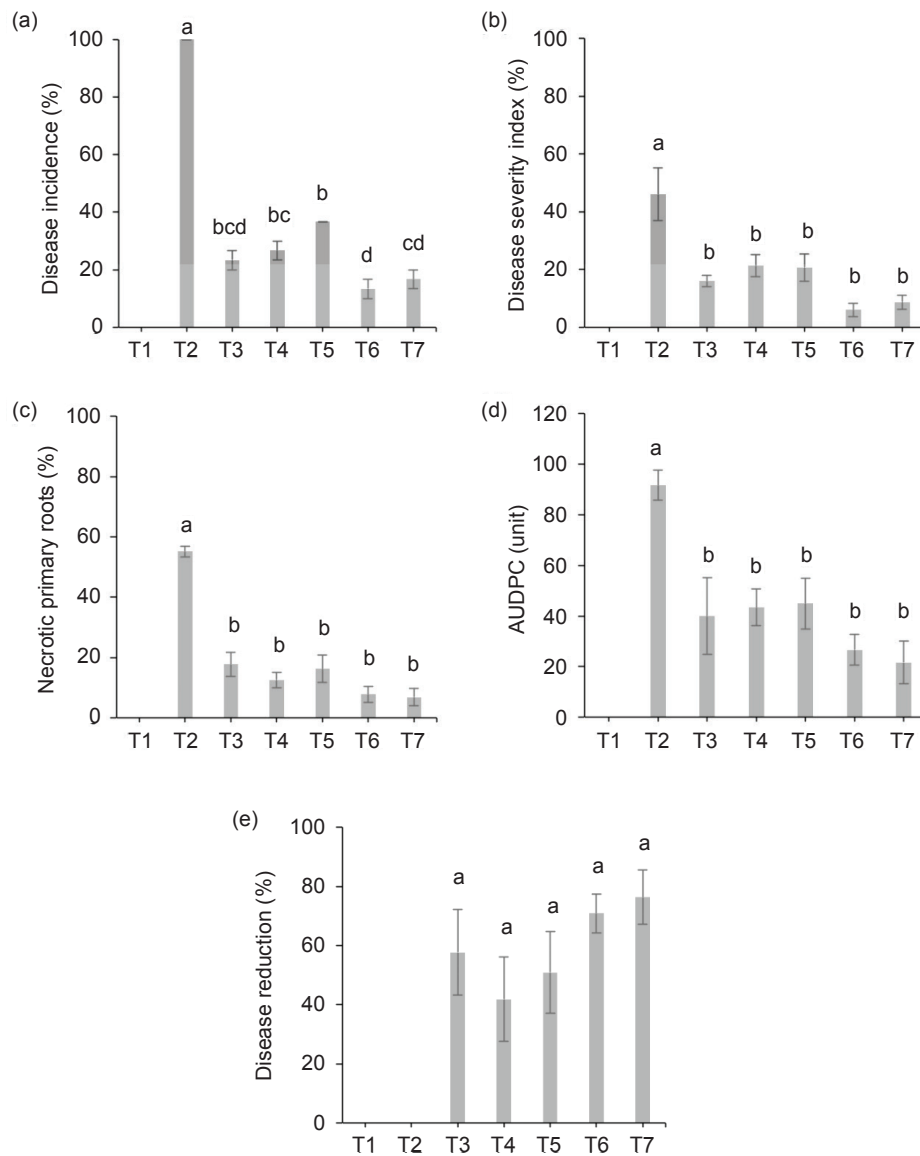 (a)
Disease incidence (%)
100
80
60
40
20
0
a
bcd
bc
b
d
cd
T1 T2 T3 T4 T5 T6 T7
(b)
Disease severity index (%)
100
80
60
40
20
0
a
b
b
b
b
b
T1 T2 T3 T4 T5 T6 T7
(c)
Necrotic primary roots (%)
100
80
60
40
20
0
a
b
b
b
b
b
T1 T2 T3 T4 T5 T6 T7
(d)
AUDPC (unit)
120
100
80
60
40
20
0
a
b
b
b
b
b
T1 T2 T3 T4 T5 T6 T7
(e)
Disease reduction (%)
100
80
60
40
20
0
a
a
a
a
a
T1 T2 T3 T4 T5 T6 T7